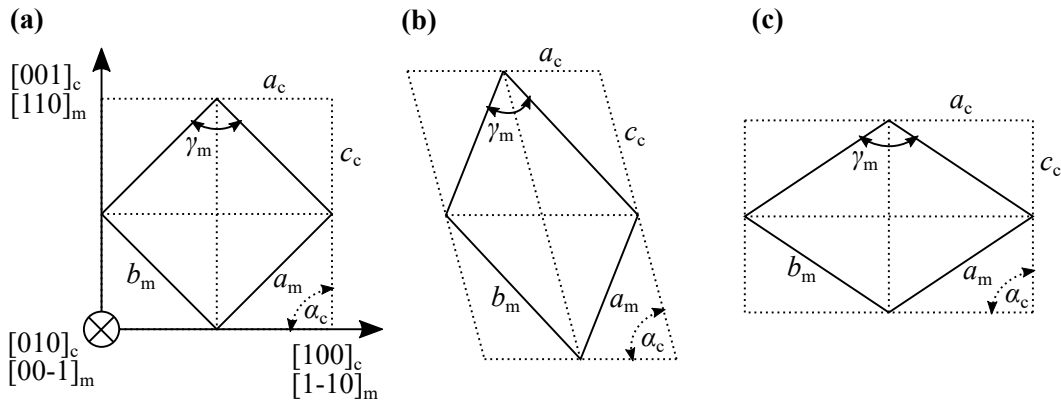 (a)
[001]c
[110]m
ac
γm
cc
bm
am
αc
[010]c
[00-1]m
[100]c
[1-10]m
(b)
ac
γm
cc
bm
am
αc
(c)
ac
γm
cc
bm
am
αc